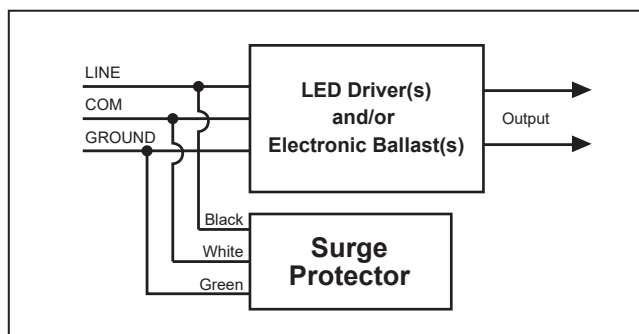 LINE
COM
GROUND
LED Driver(s)
and/or
Electronic Ballast(s)
Output
Black
White
Green
Surge
Protector